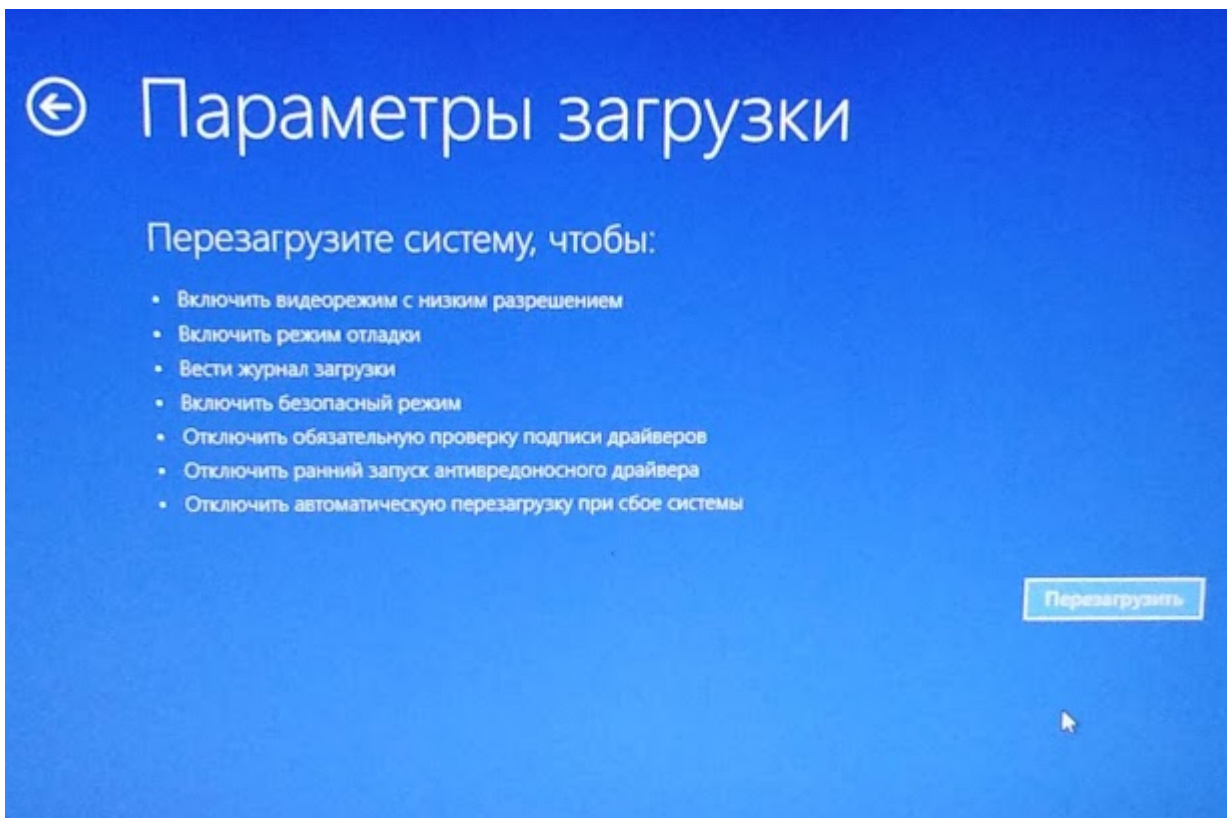 Параметры загрузки
Перезагрузите систему, чтобы:
• Включить видеорежим с низким разрешением
• Включить режим отладки
• Вести журнал загрузки
• Включить безопасный режим
• Отключить обязательную проверку подписи драйверов
• Отключить ранний запуск антивредоносного драйвера
• Отключить автоматическую перезагрузку при сбое системы
Перезагрузить